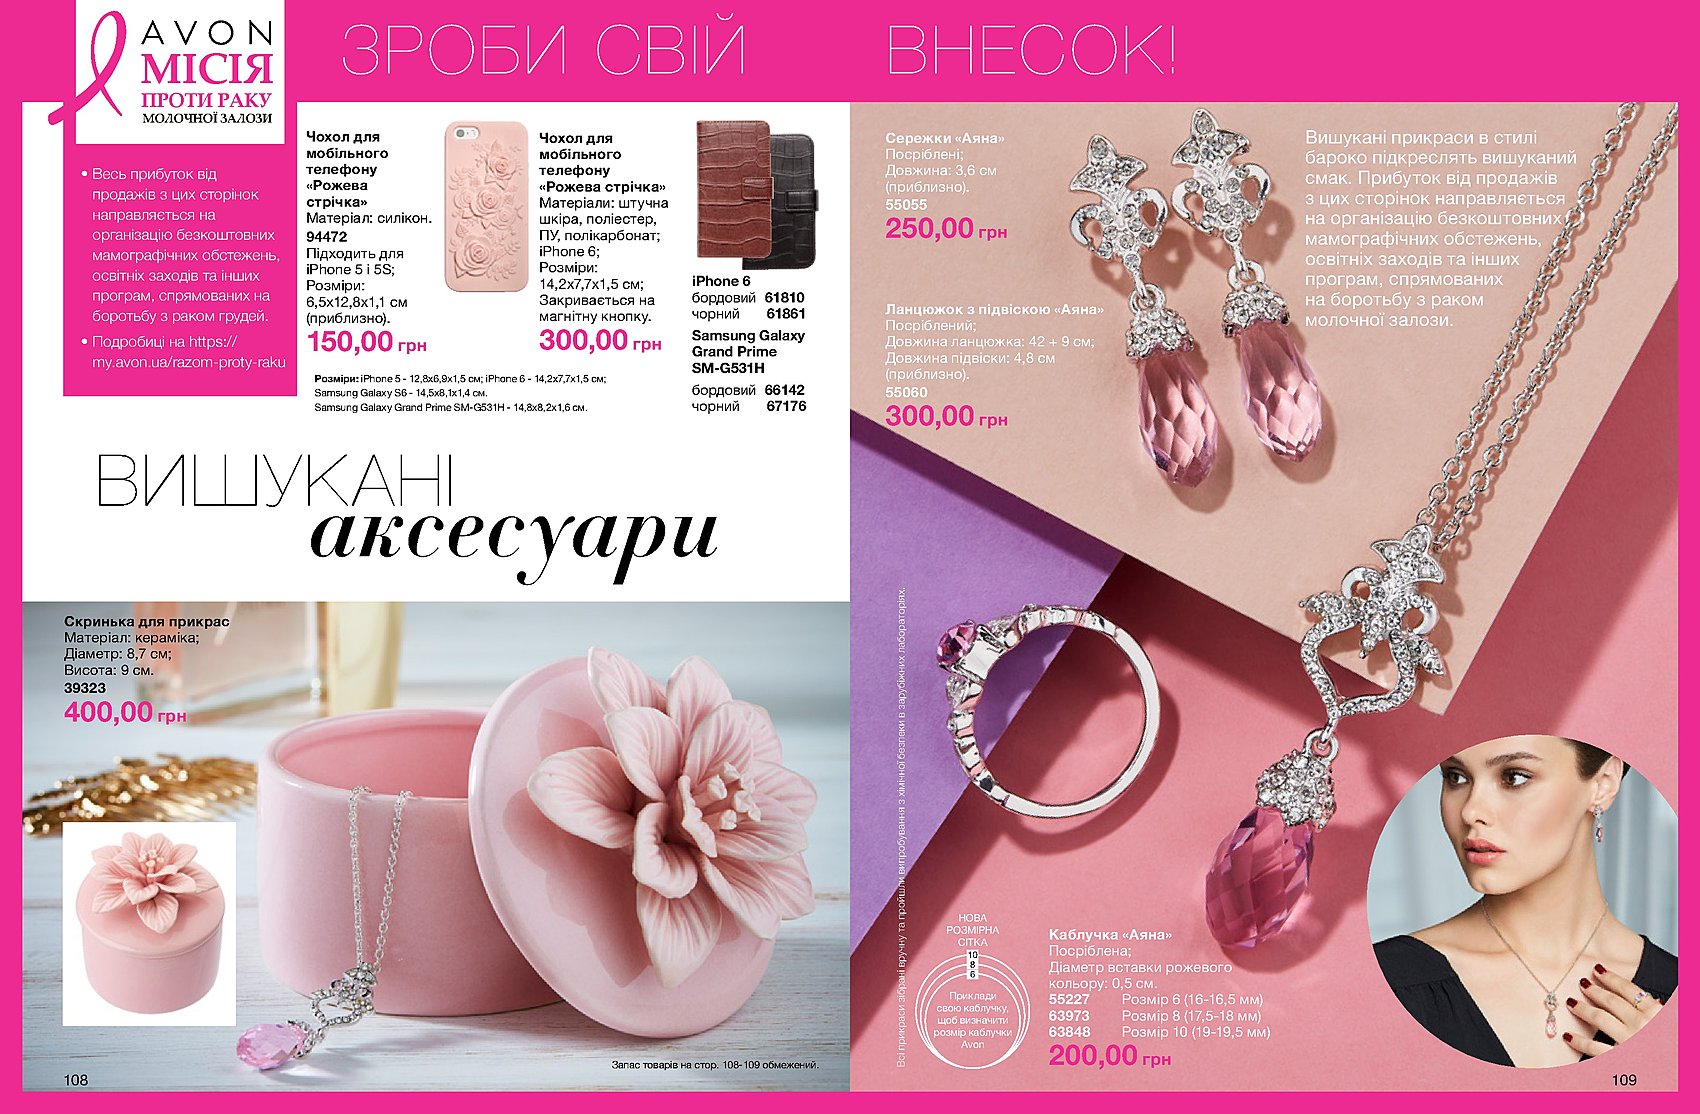 AVON
МІСІЯ
ПРОТИ РАКУ
МОЛОЧНОЇ ЗАЛОЗИ
ЗРОБИ СВІЙ ВНЕСОК!
• Весь прибуток від
продажів з цих сторінок
направляється на
організацію безкоштовних
мамографічних обстежень,
освітніх заходів та інших
програм, спрямованих на
боротьбу з раком грудей.
• Подробиці на https://
my.avon.ua/razom-proty-raku
Чохол для
мобільного
телефону
«Рожева
стрічка»
Матеріал: силікон.
94472
Підходить для
iPhone 5 і 5S;
Розміри:
6,5x12,8x1,1 см
(приблизно).
150,00 грн
Чохол для
мобільного
телефону
«Рожева стрічка»
Матеріали: штучна
шкіра, поліестер,
ПУ, полікарбонат;
iPhone 6;
Розміри:
14,2x7,7x1,5 см;
Закривається на
магнітну кнопку.
300,00 грн
iPhone 6
бордовий 61810
чорний 61861
Samsung Galaxy
Grand Prime
SM-G531H
бордовий 66142
чорний 67176
Розміри: iPhone 5 - 12,8x6,9x1,5 см; iPhone 6 - 14,2x7,7x1,5 см;
Samsung Galaxy S6 - 14,5x8,1x1,4 см.
Samsung Galaxy Grand Prime SM-G531H - 14,8x8,2x1,6 см.
ВИШУКАНІ
аксесуари
Скринька для прикрас
Матеріал: кераміка;
Діаметр: 8,7 см;
Висота: 9 см.
39323
400,00 грн
Запас товарів на стор. 108-109 обмежений.
108
Сережки «Аяна»
Посріблені;
Довжина: 3,6 см
(приблизно).
55055
250,00 грн
Ланцюжок з підвіскою «Аяна»
Посріблений;
Довжина ланцюжка: 42 + 9 см;
Довжина підвіски: 4,8 см
(приблизно).
55060
300,00 грн
Вишукані прикраси в стилі
бароко підкреслять вишуканий
смак. Прибуток від продажів
з цих сторінок направляється
на організацію безкоштовних
мамографічних обстежень,
освітніх заходів та інших
програм, спрямованих
на боротьбу з раком
молочної залози.
Всі прикраси зібрані вручну та пройшли випробування з хімічної безпеки в зарубіжних лабораторіях.
НОВА
РОЗМІРНА
СІТКА
10
8
6
Приклади
свою каблучку,
щоб визначити
розмір каблучки
Avon
Каблучка «Аяна»
Посріблена;
Діаметр вставки рожевого
кольору: 0,5 см.
55227 Розмір 6 (16-16,5 мм)
63973 Розмір 8 (17,5-18 мм)
63848 Розмір 10 (19-19,5 мм)
200,00 грн
109